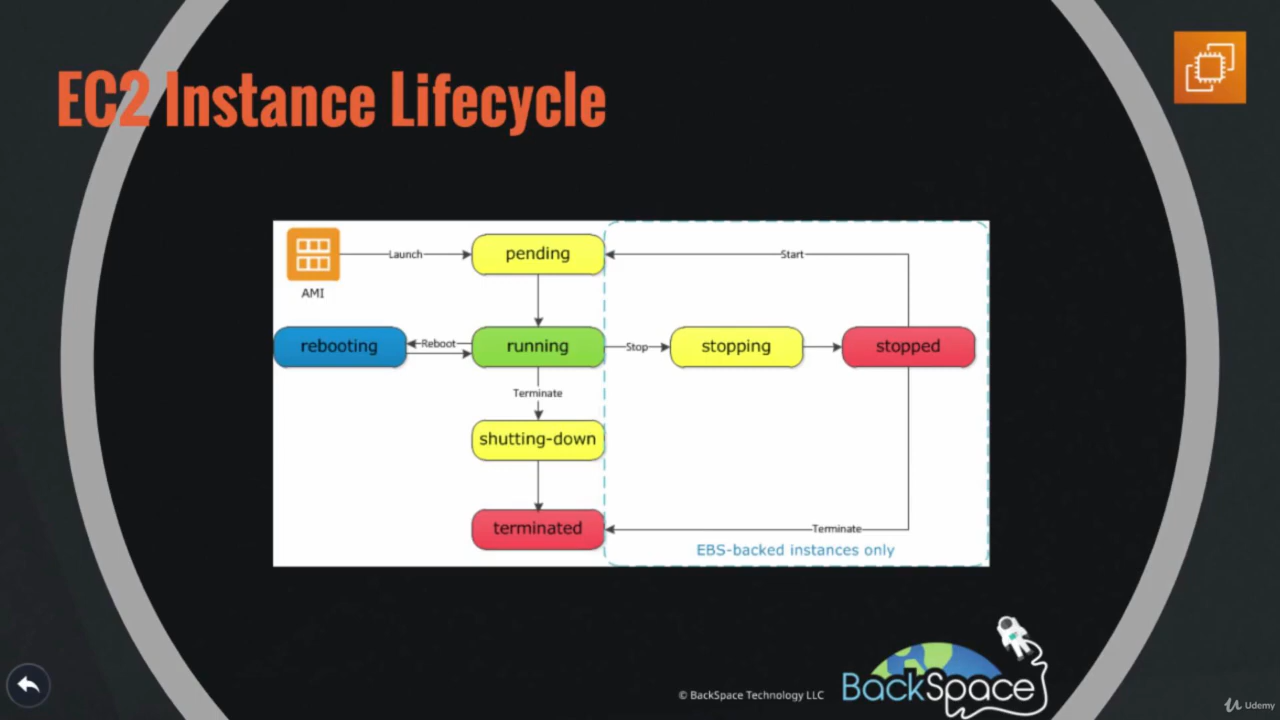 EC2 Instance Lifecycle
Launch
pending
Start
AMI
rebooting
Reboot
running
Stop
stopping
stopped
Terminate
shutting-down
terminated
Terminate
EBS-backed instances only
© BackSpace Technology LLC
BackSpace
Udemy